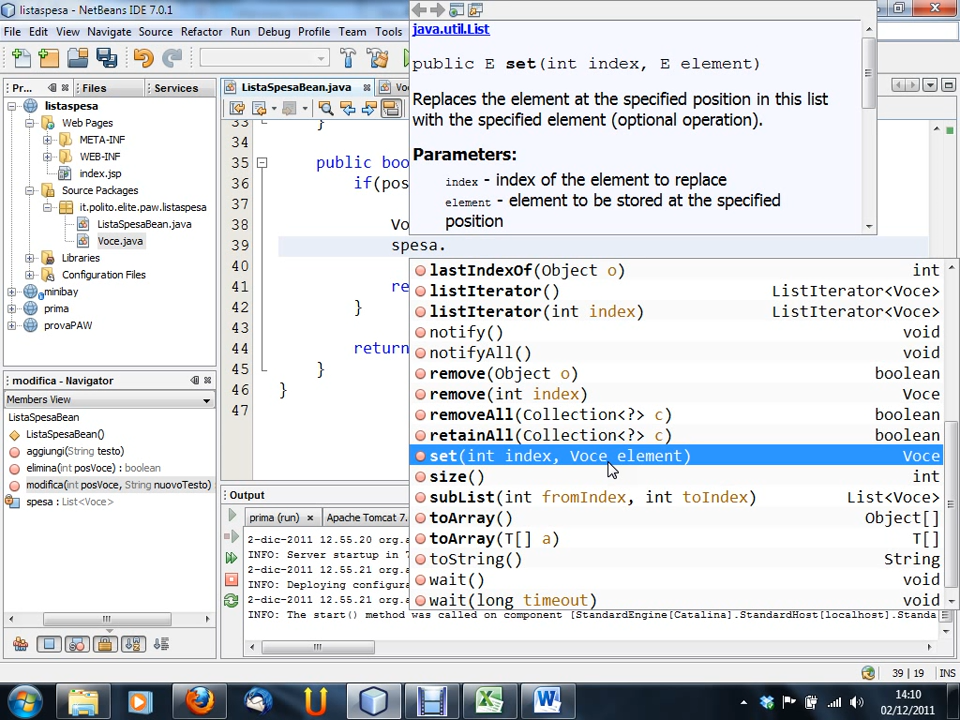 listaspesa - NetBeans IDE 7.0.1
File Edit View Navigate Source Refactor Run Debug Profile Team Tools
Pr... Files Services
listaspesa
Web Pages
META-INF
WEB-INF
index.jsp
Source Packages
it.polito.elite.paw.listaspesa
ListaSpesaBean.java
Voce.java
Libraries
Configuration Files
minibay
prima
provaPAW
modifica - Navigator
Members View
ListaSpesaBean
ListaSpesaBean()
aggiungi(String testo)
elimina(int posVoce) : boolean
modifica(int posVoce, String nuovoTesto)
spesa : List<Voce>
ListaSpesaBean.java Vo
33 }
34
35 public boo
36 if(pos
37
38 Vo
39 spesa.
40
41 re
42 }
43
44 return
45 }
46 }
47
java.util.List
public E set(int index, E element)
Replaces the element at the specified position in this list
with the specified element (optional operation).
Parameters:
index - index of the element to replace
element - element to be stored at the specified
position
lastIndexOf(Object o) int
listIterator() ListIterator<Voce>
listIterator(int index) ListIterator<Voce>
notify() void
notifyAll() void
remove(Object o) boolean
remove(int index) Voce
removeAll(Collection<?> c) boolean
retainAll(Collection<?> c) boolean
set(int index, Voce element) Voce
size() int
subList(int fromIndex, int toIndex) List<Voce>
toArray() Object[]
toArray(T[] a) T[]
toString() String
wait() void
wait(long timeout) void
Output
prima (run) Apache Tomcat 7.
2-dic-2011 12.55.20 org.a
INFO: Server startup in 7
2-dic-2011 12.55.21 org.a
INFO: Deploying configura
2-dic-2011 12.55.21 org.a
INFO: The start() method was called on component [StandardEngine[Catalina].StandardHost[localhost].Standa
39 | 19 INS
14:10
02/12/2011